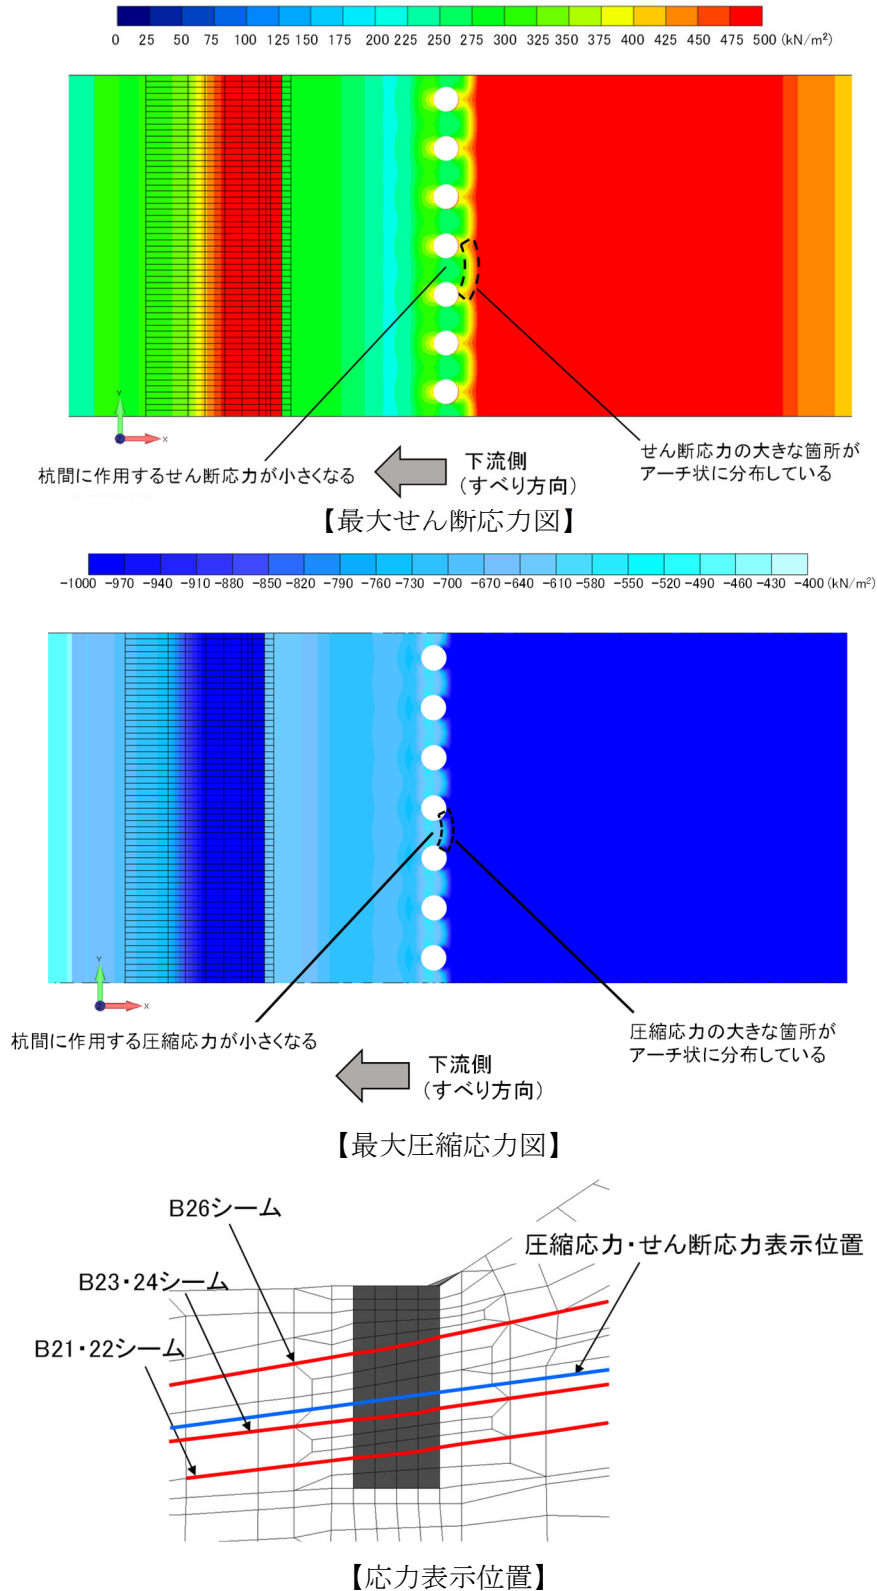 0 25 50 75 100 125 150 175 200 225 250 275 300 325 350 375 400 425 450 475 500 (kN/m²)
Y
Z
X
杭間に作用するせん断応力が小さくなる
下流側
(すべり方向)
せん断応力の大きな箇所が
アーチ状に分布している
【最大せん断応力図】
-1000 -970 -940 -910 -880 -850 -820 -790 -760 -730 -700 -670 -640 -610 -580 -550 -520 -490 -460 -430 -400 (kN/m²)
Y
Z
X
杭間に作用する圧縮応力が小さくなる
圧縮応力の大きな箇所が
アーチ状に分布している
下流側
(すべり方向)
【最大圧縮応力図】
B26シーム
圧縮応力・せん断応力表示位置
B23・24シーム
B21・22シーム
【応力表示位置】